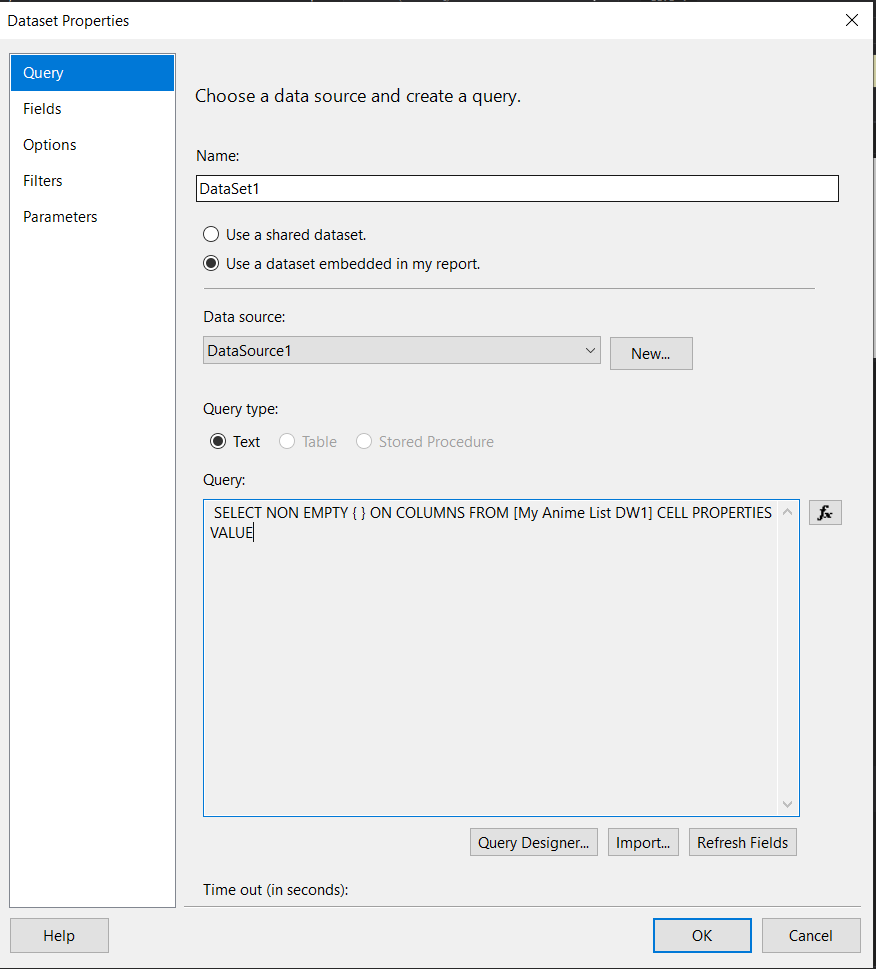 Dataset Properties
Query
Fields
Options
Filters
Parameters
Choose a data source and create a query.
Name:
DataSet1
Use a shared dataset.
Use a dataset embedded in my report.
Data source:
DataSource1
New...
Query type:
Text Table Stored Procedure
Query:
SELECT NON EMPTY { } ON COLUMNS FROM [My Anime List DW1] CELL PROPERTIES
VALUE
fx
Query Designer... Import... Refresh Fields
Time out (in seconds):
Help OK Cancel